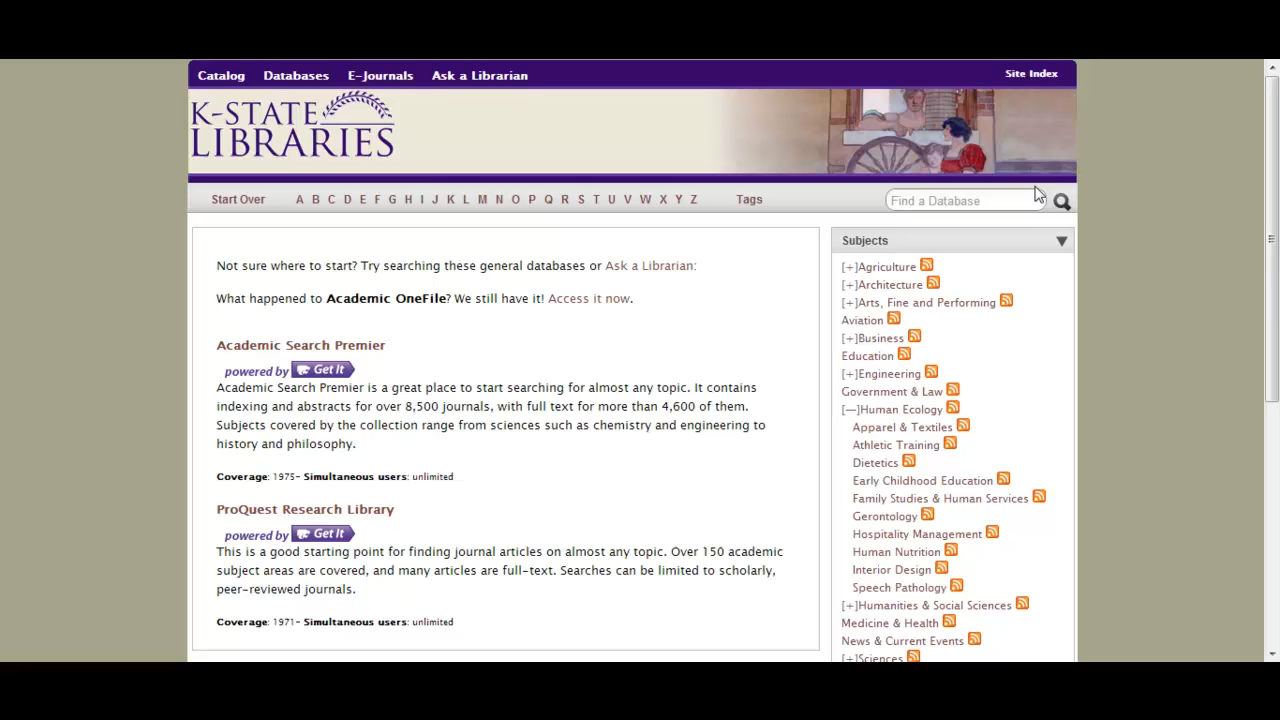 Catalog Databases E-Journals Ask a Librarian Site Index
K-STATE
LIBRARIES
Start Over A B C D E F G H I J K L M N O P Q R S T U V W X Y Z Tags Find a Database
Not sure where to start? Try searching these general databases or Ask a Librarian:
What happened to Academic OneFile? We still have it! Access it now.
Academic Search Premier
powered by Get It
Academic Search Premier is a great place to start searching for almost any topic. It contains
indexing and abstracts for over 8,500 journals, with full text for more than 4,600 of them.
Subjects covered by the collection range from sciences such as chemistry and engineering to
history and philosophy.
Coverage: 1975- Simultaneous users: unlimited
ProQuest Research Library
powered by Get It
This is a good starting point for finding journal articles on almost any topic. Over 150 academic
subject areas are covered, and many articles are full-text. Searches can be limited to scholarly,
peer-reviewed journals.
Coverage: 1971- Simultaneous users: unlimited
Subjects
[+]Agriculture
[+]Architecture
[+]Arts, Fine and Performing
Aviation
[+]Business
Education
[+]Engineering
Government & Law
[—]Human Ecology
Apparel & Textiles
Athletic Training
Dietetics
Early Childhood Education
Family Studies & Human Services
Gerontology
Hospitality Management
Human Nutrition
Interior Design
Speech Pathology
[+]Humanities & Social Sciences
Medicine & Health
News & Current Events
[+]Sciences